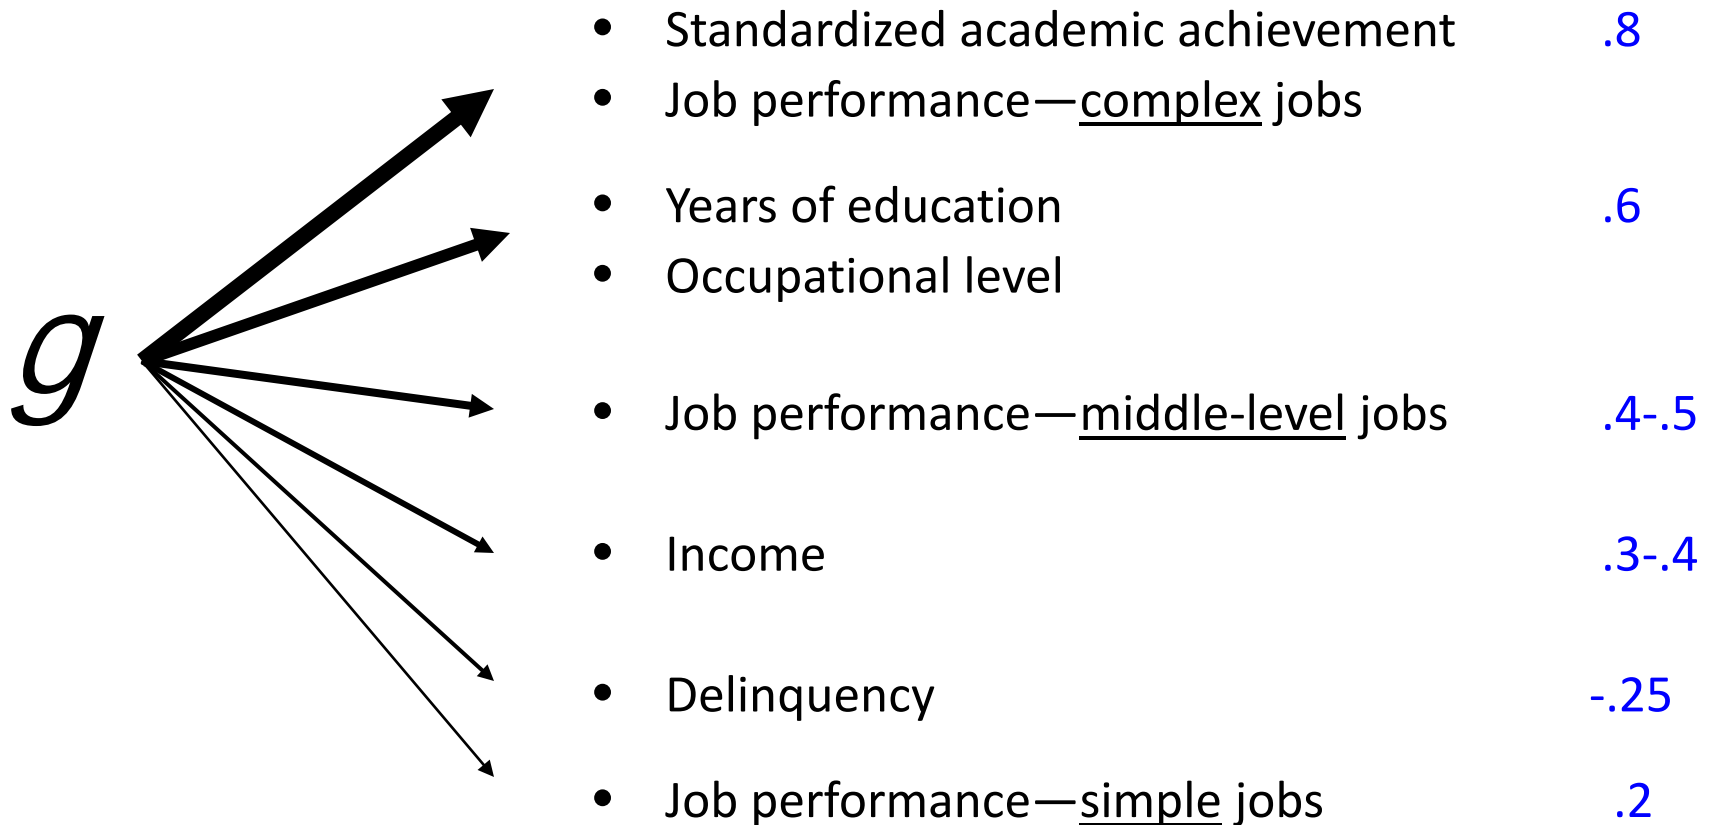 • Standardized academic achievement .8
• Job performance—complex jobs
• Years of education .6
• Occupational level
g
• Job performance—middle-level jobs .4-.5
• Income .3-.4
• Delinquency -.25
• Job performance—simple jobs .2